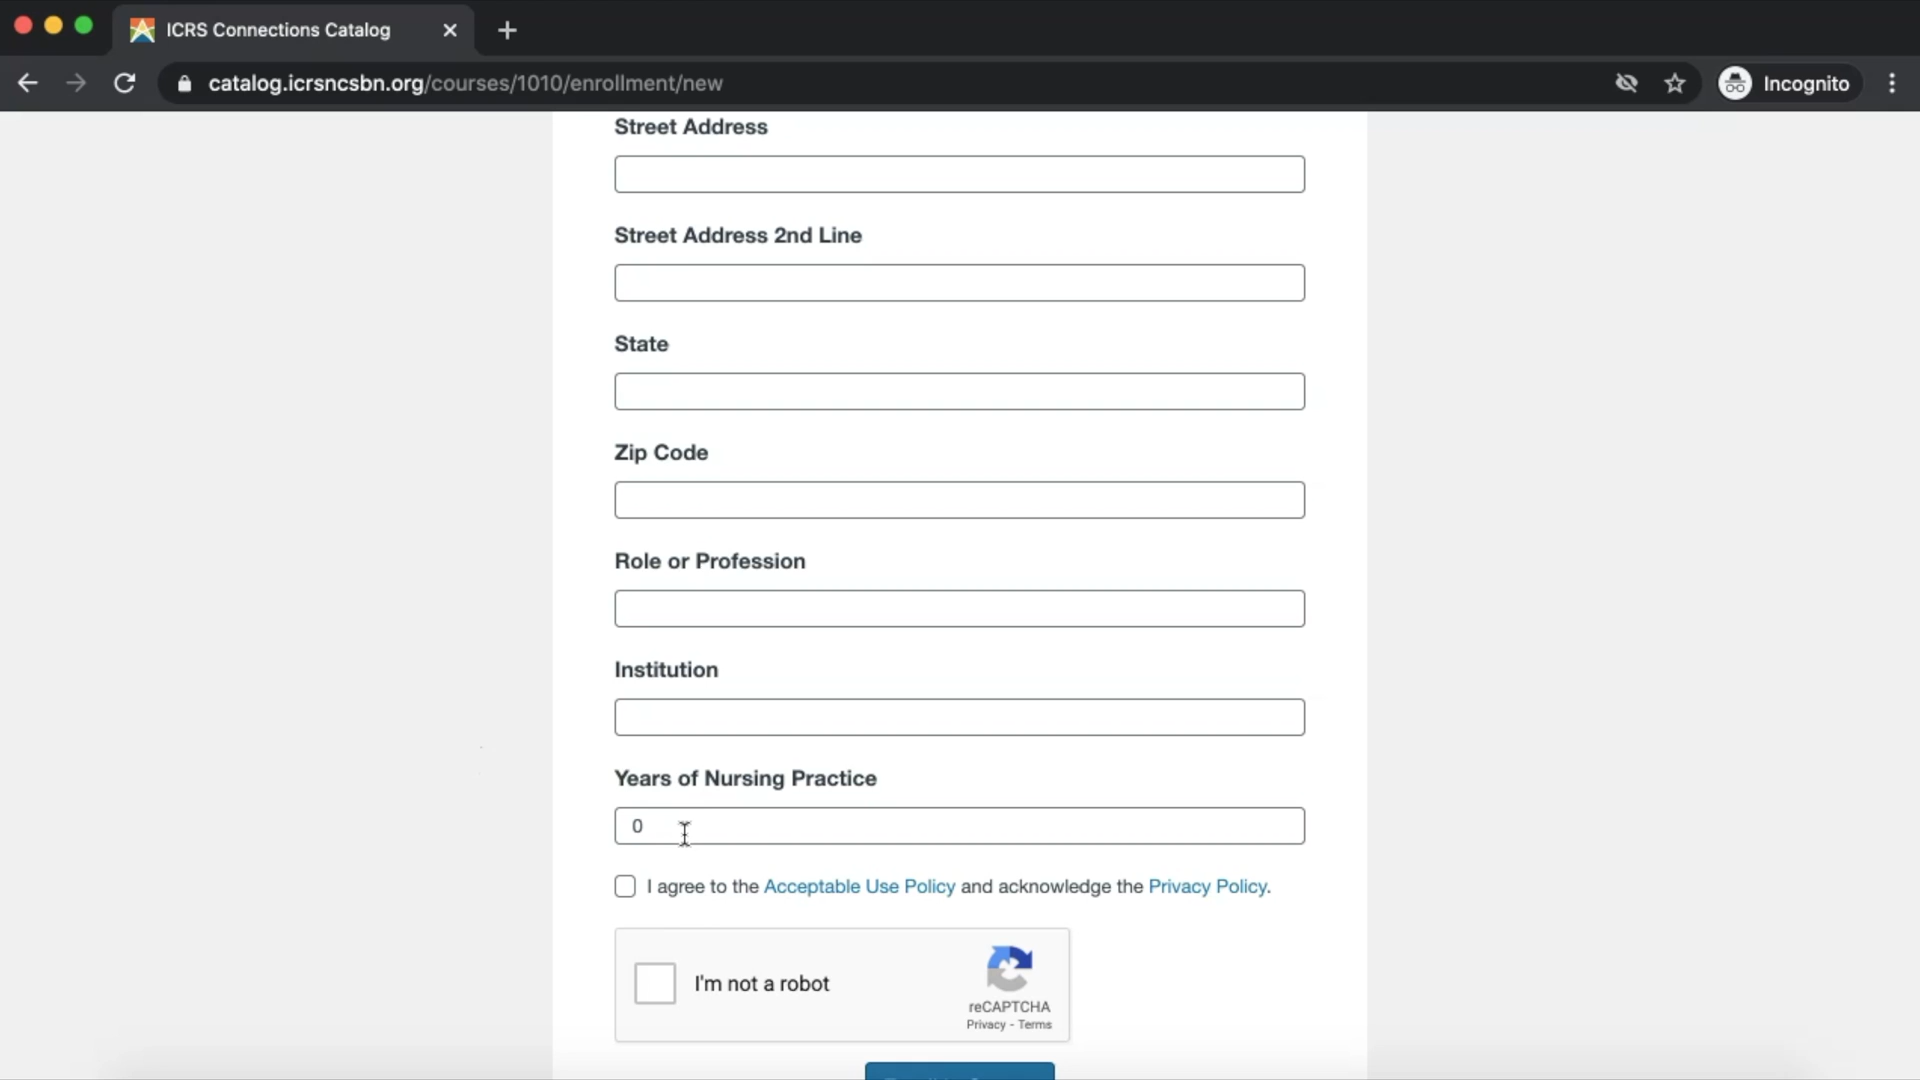 ICRS Connections Catalog
catalog.icrsncsbn.org/courses/1010/enrollment/new
Incognito
Street Address
Street Address 2nd Line
State
Zip Code
Role or Profession
Institution
Years of Nursing Practice
0
I agree to the Acceptable Use Policy and acknowledge the Privacy Policy.
I'm not a robot
reCAPTCHA
Privacy - Terms